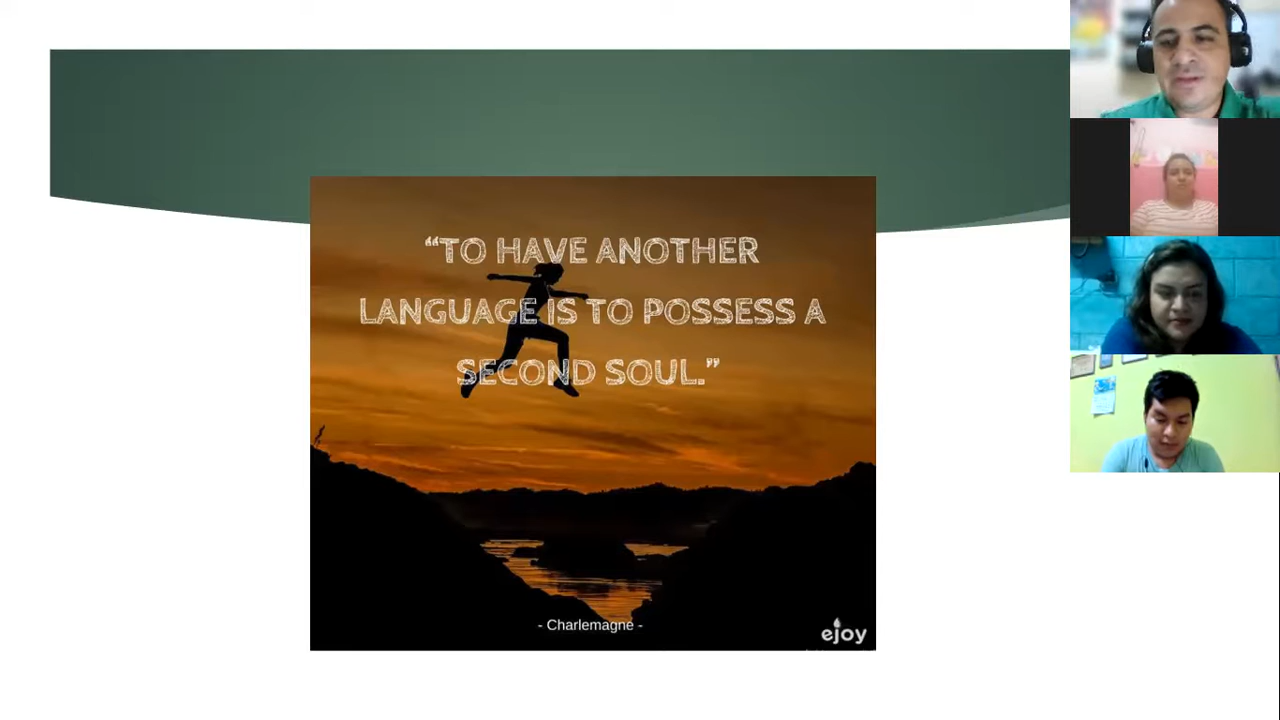 “TO HAVE ANOTHER
LANGUAGE IS TO POSSESS A
SECOND SOUL.”
- Charlemagne -
ejoy